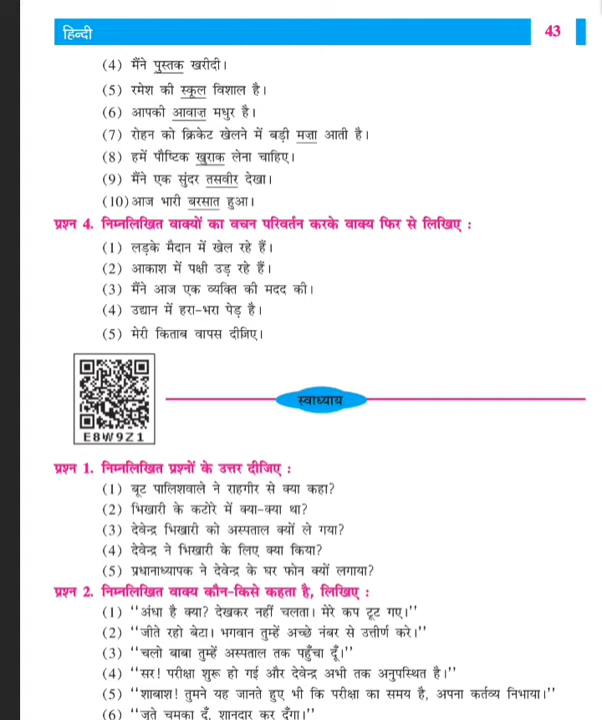 हिन्दी
43
(4) मैंने पुस्तक खरीदी।
(5) रमेश की स्कूल विशाल है।
(6) आपकी आवाज़ मधुर है।
(7) रोहन को क्रिकेट खेलने में बड़ी मज़ा आती है।
(8) हमें पौष्टिक खुराक लेना चाहिए।
(9) मैंने एक सुंदर तसवीर देखा।
(10) आज भारी बरसात हुआ।
प्रश्न 4. निम्नलिखित वाक्यों का वचन परिवर्तन करके वाक्य फिर से लिखिए :
(1) लड़के मैदान में खेल रहे हैं।
(2) आकाश में पक्षी उड़ रहे हैं।
(3) मैंने आज एक व्यक्ति की मदद की।
(4) उद्यान में हरा-भरा पेड़ है।
(5) मेरी किताब वापस दीजिए।
E8W9Z1
स्वाध्याय
प्रश्न 1. निम्नलिखित प्रश्नों के उत्तर दीजिए :
(1) बूट पालिशवाले ने राहगीर से क्या कहा?
(2) भिखारी के कटोरे में क्या-क्या था?
(3) देवेन्द्र भिखारी को अस्पताल क्यों ले गया?
(4) देवेन्द्र ने भिखारी के लिए क्या किया?
(5) प्रधानाध्यापक ने देवेन्द्र के घर फोन क्यों लगाया?
प्रश्न 2. निम्नलिखित वाक्य कौन-किसे कहता है, लिखिए :
(1) “अंधा है क्या? देखकर नहीं चलता। मेरे कप टूट गए।”
(2) “जीते रहो बेटा। भगवान तुम्हें अच्छे नंबर से उत्तीर्ण करे।”
(3) “चलो बाबा तुम्हें अस्पताल तक पहुँचा दूँ।”
(4) “सर! परीक्षा शुरू हो गई और देवेन्द्र अभी तक अनुपस्थित है।”
(5) “शाबाश! तुमने यह जानते हुए भी कि परीक्षा का समय है, अपना कर्तव्य निभाया।”
(6) “जूते चमका दूँ, शानदार कर दूँगा।”